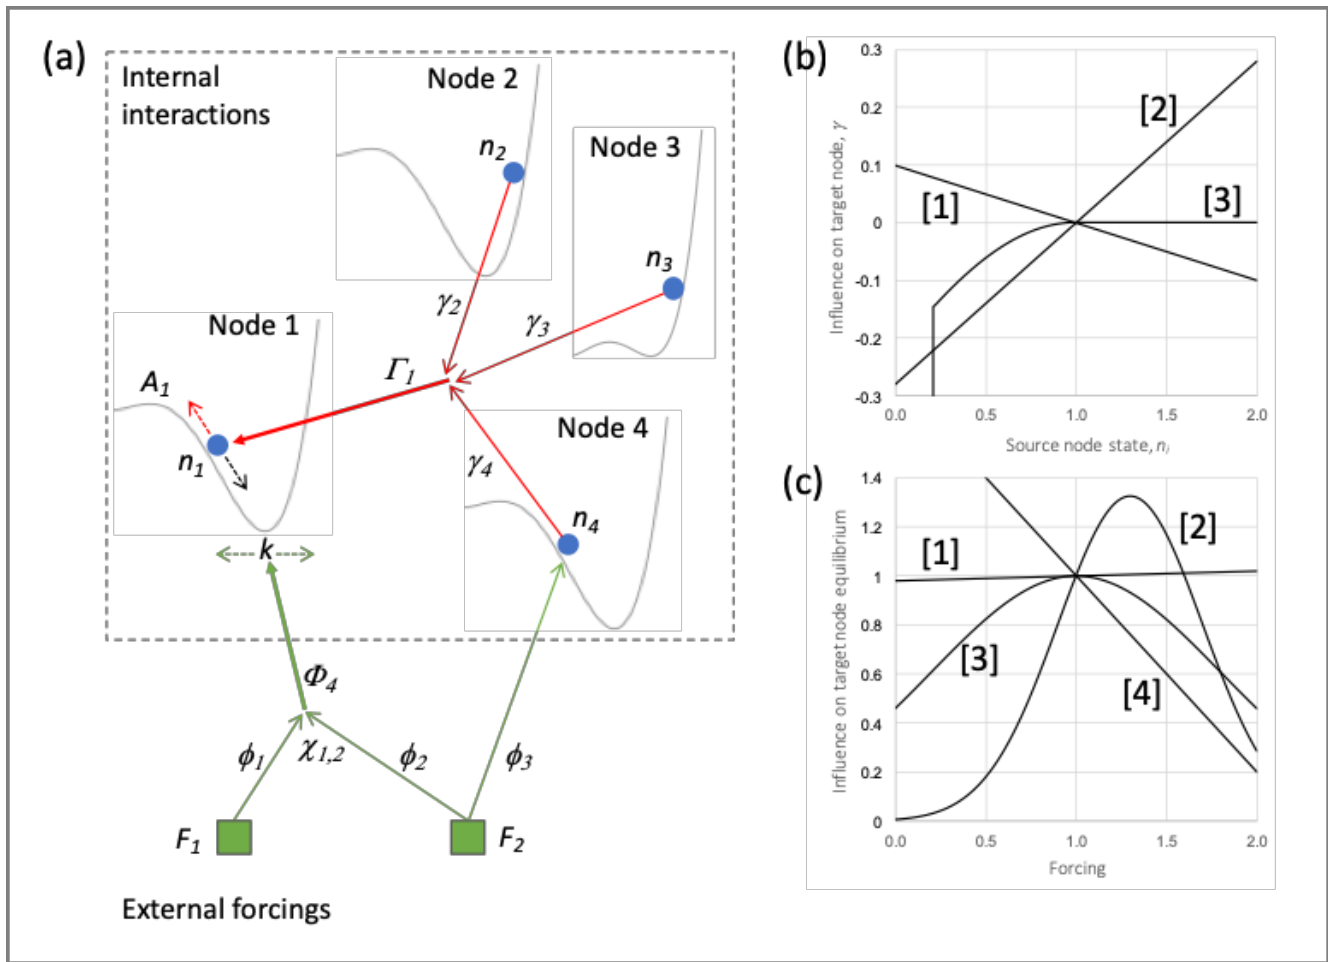 (a)
Internal
interactions
Node 2
n2
Node 3
n3
γ2
γ3
Node 1
A1
n1
Γ1
Node 4
γ4
n4
k
Φ4
ϕ1
χ1,2
ϕ2
ϕ3
F1
F2
External forcings
(b)
Influence on target node, γ
0.3
0.2
0.1
0
-0.1
-0.2
-0.3
[1]
[2]
[3]
0.0 0.5 1.0 1.5 2.0
Source node state, ni
(c)
Influence on target node equilibrium
1.4
1.2
1
0.8
0.6
0.4
0.2
0
[1]
[2]
[3]
[4]
0.0 0.5 1.0 1.5 2.0
Forcing